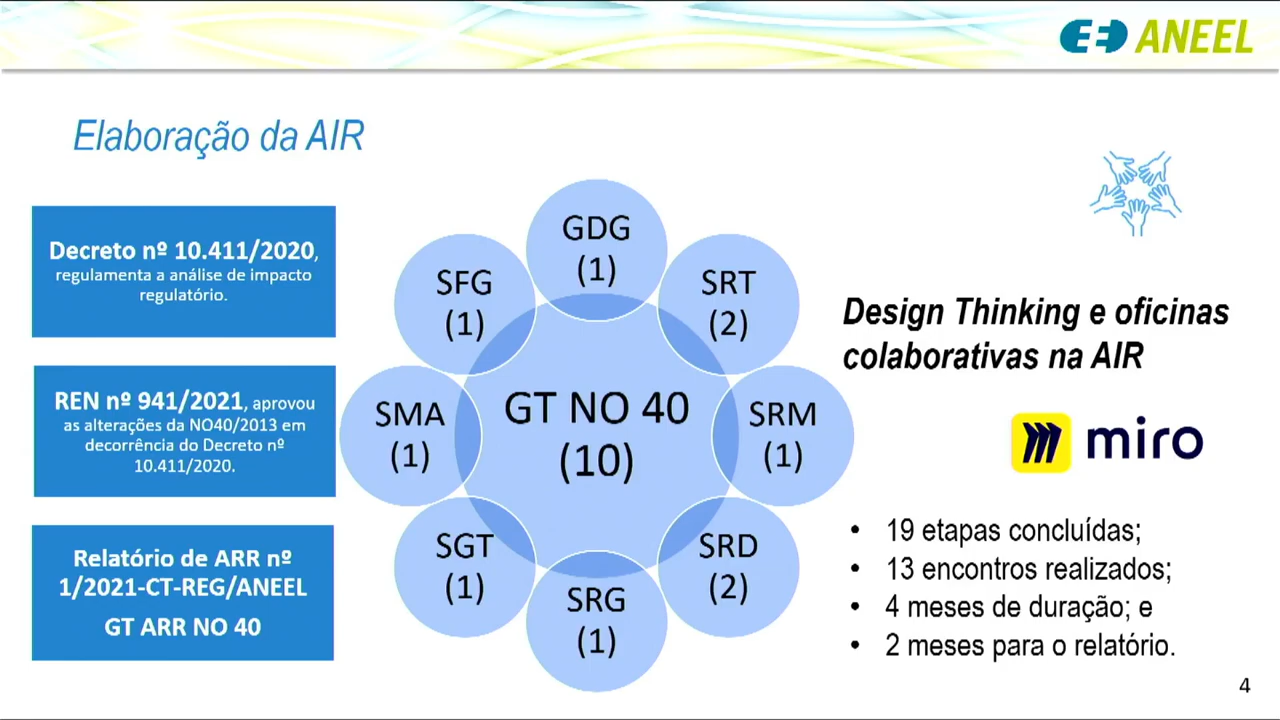 ANEEL
Elaboração da AIR
Decreto nº 10.411/2020,
regulamenta a análise de impacto
regulatório.
REN nº 941/2021, aprovou
as alterações da NO40/2013 em
decorrência do Decreto nº
10.411/2020.
Relatório de ARR nº
1/2021-CT-REG/ANEEL
GT ARR NO 40
GDG
(1)
SRT
(2)
SRM
(1)
SRD
(2)
SRG
(1)
SGT
(1)
SMA
(1)
SFG
(1)
GT NO 40
(10)
Design Thinking e oficinas
colaborativas na AIR
miro
• 19 etapas concluídas;
• 13 encontros realizados;
• 4 meses de duração; e
• 2 meses para o relatório.
4